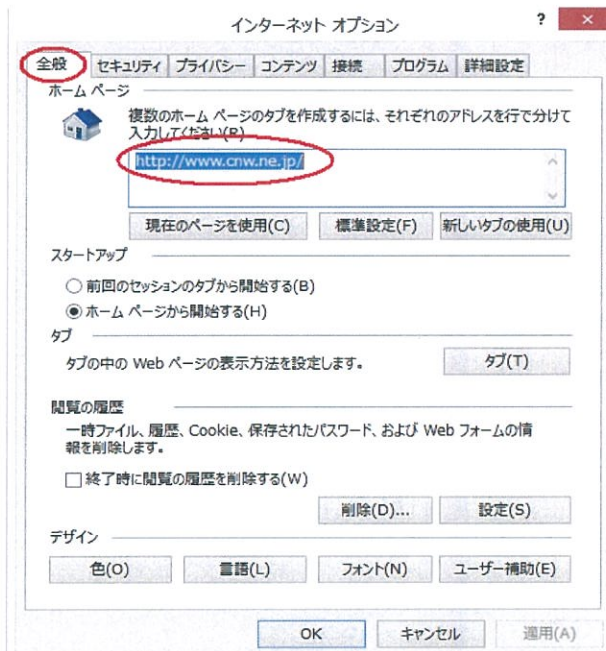 インターネット オプション
?
×
全般 セキュリティ プライバシー コンテンツ 接続 プログラム 詳細設定
ホーム ページ
複数のホーム ページのタブを作成するには、それぞれのアドレスを行で分けて
入力してください(R)
http://www.cnw.ne.jp/
現在のページを使用(C) 標準設定(F) 新しいタブの使用(U)
スタートアップ
前回のセッションのタブから開始する(B)
ホーム ページから開始する(H)
タブ
タブの中の Web ページの表示方法を設定します。 タブ(T)
閲覧の履歴
一時ファイル、履歴、Cookie、保存されたパスワード、および Web フォームの情
報を削除します。
終了時に閲覧の履歴を削除する(W)
削除(D)... 設定(S)
デザイン
色(O) 言語(L) フォント(N) ユーザー補助(E)
OK キャンセル 適用(A)